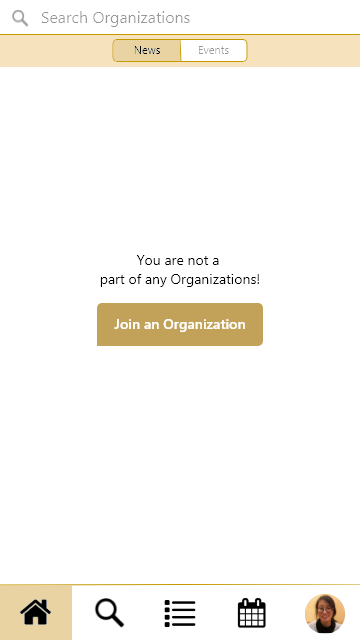 Search Organizations
News
Events
You are not a
part of any Organizations!
Join an Organization